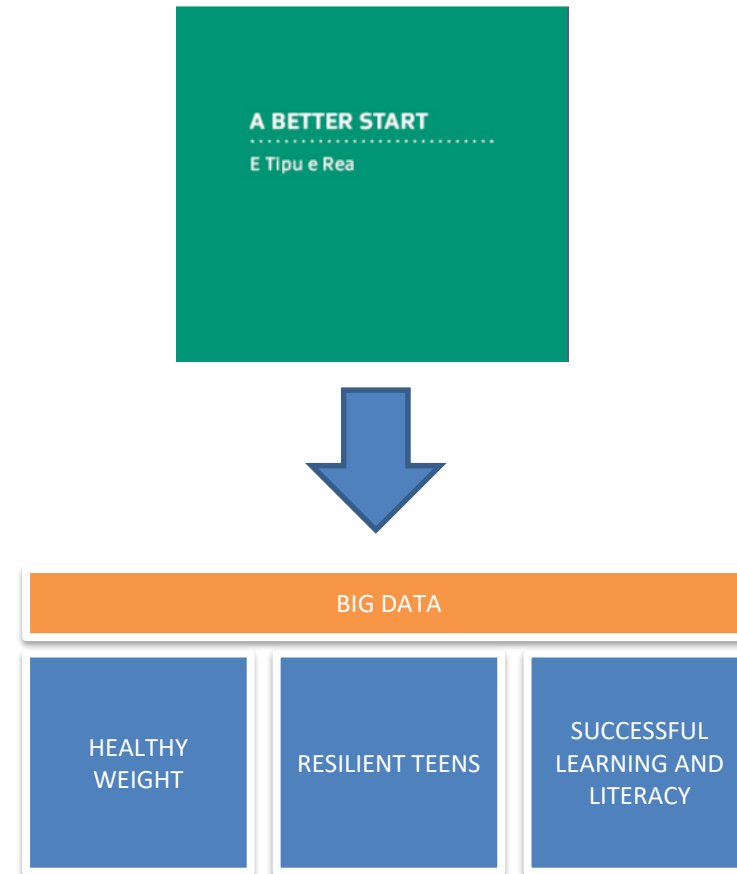 A BETTER START
E Tipu e Rea
BIG DATA
HEALTHY
WEIGHT
RESILIENT TEENS
SUCCESSFUL
LEARNING AND
LITERACY